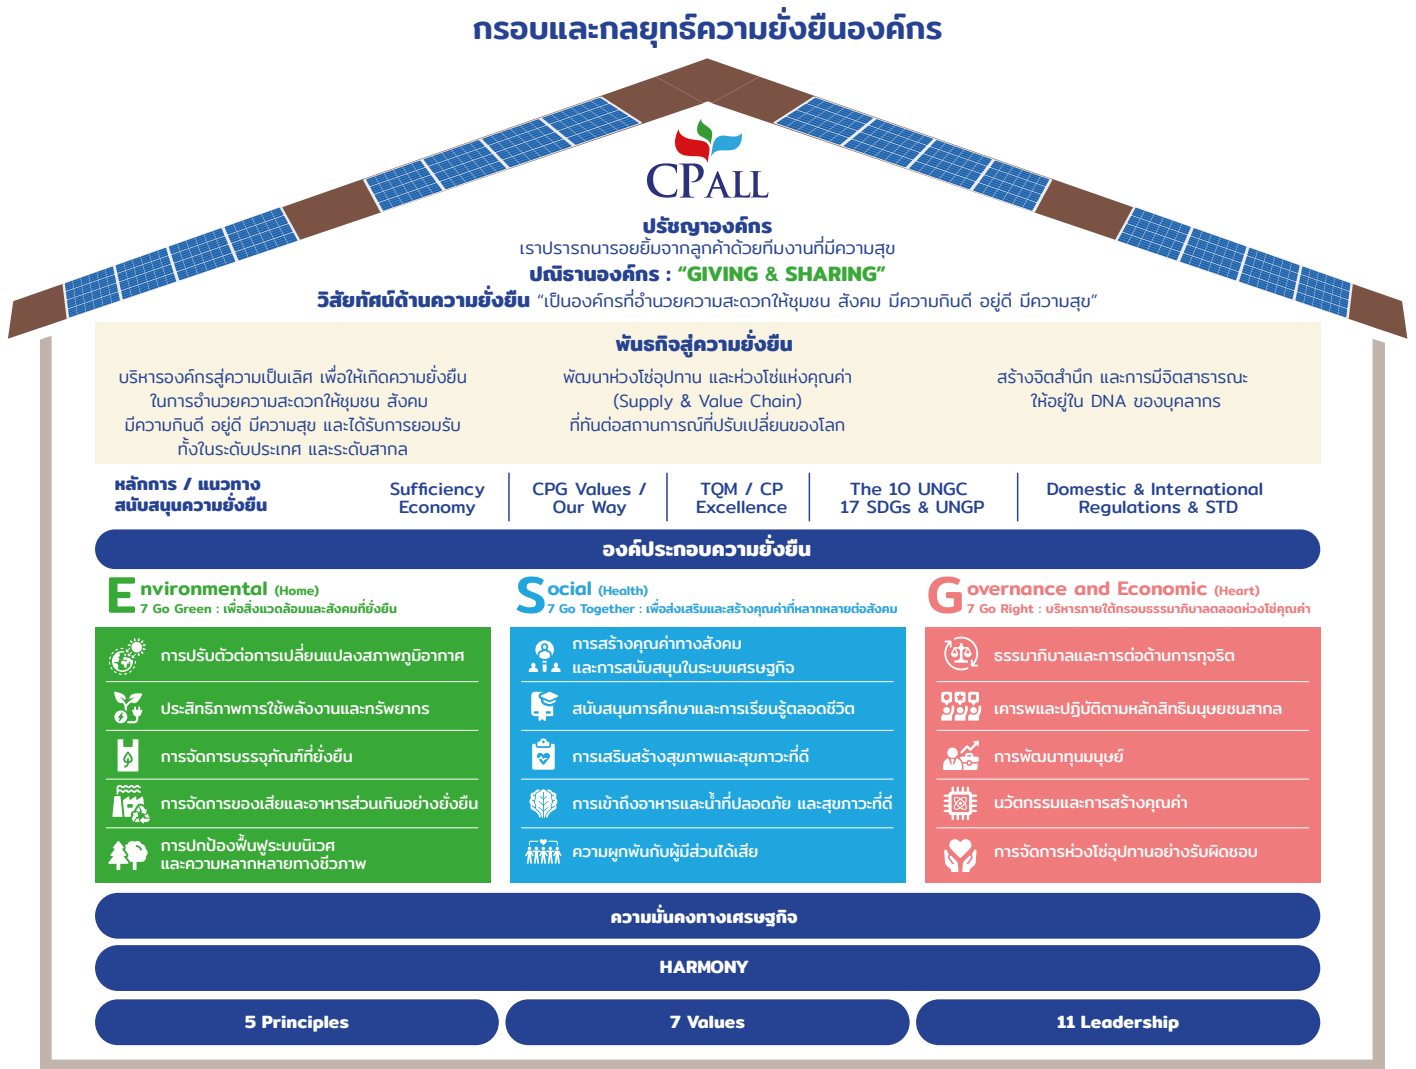 กรอบและกลยุทธ์ความยั่งยืนองค์กร
CPALL
ปรัชญาองค์กร
เราปรารถนารอยยิ้มจากลูกค้าด้วยทีมงานที่มีความสุข
ปณิธานองค์กร : “GIVING & SHARING”
วิสัยทัศน์ด้านความยั่งยืน “เป็นองค์กรที่อำนวยความสะดวกให้ชุมชน สังคม มีความกินดี อยู่ดี มีความสุข”
พันธกิจสู่ความยั่งยืน
บริหารองค์กรสู่ความเป็นเลิศ เพื่อให้เกิดความยั่งยืน
ในการอำนวยความสะดวกให้ชุมชน สังคม
มีความกินดี อยู่ดี มีความสุข และได้รับการยอมรับ
ทั้งในระดับประเทศ และระดับสากล
พัฒนาห่วงโซ่อุปทาน และห่วงโซ่แห่งคุณค่า
(Supply & Value Chain)
ที่ทันต่อสถานการณ์ที่ปรับเปลี่ยนของโลก
สร้างจิตสำนึก และการมีจิตสาธารณะ
ให้อยู่ใน DNA ของบุคลากร
หลักการ / แนวทาง
สนับสนุนความยั่งยืน
Sufficiency
Economy
CPG Values /
Our Way
TQM / CP
Excellence
The 10 UNGC
17 SDGs & UNGP
Domestic & International
Regulations & STD
องค์ประกอบความยั่งยืน
Environmental (Home)
7 Go Green : เพื่อสิ่งแวดล้อมและสังคมที่ยั่งยืน
การปรับตัวต่อการเปลี่ยนแปลงสภาพภูมิอากาศ
ประสิทธิภาพการใช้พลังงานและทรัพยากร
การจัดการบรรจุภัณฑ์ที่ยั่งยืน
การจัดการของเสียและอาหารส่วนเกินอย่างยั่งยืน
การปกป้องฟื้นฟูระบบนิเวศ
และความหลากหลายทางชีวภาพ
Social (Health)
7 Go Together : เพื่อส่งเสริมและสร้างคุณค่าที่หลากหลายต่อสังคม
การสร้างคุณค่าทางสังคม
และการสนับสนุนในระบบเศรษฐกิจ
สนับสนุนการศึกษาและการเรียนรู้ตลอดชีวิต
การเสริมสร้างสุขภาพและสุขภาวะที่ดี
การเข้าถึงอาหารและน้ำที่ปลอดภัย และสุขภาวะที่ดี
ความผูกพันกับผู้มีส่วนได้เสีย
Governance and Economic (Heart)
7 Go Right : บริหารภายใต้กรอบธรรมาภิบาลตลอดห่วงโซ่คุณค่า
ธรรมาภิบาลและการต่อต้านการทุจริต
เคารพและปฏิบัติตามหลักสิทธิมนุษยชนสากล
การพัฒนาทุนมนุษย์
นวัตกรรมและการสร้างคุณค่า
การจัดการห่วงโซ่อุปทานอย่างรับผิดชอบ
ความมั่นคงทางเศรษฐกิจ
HARMONY
5 Principles
7 Values
11 Leadership